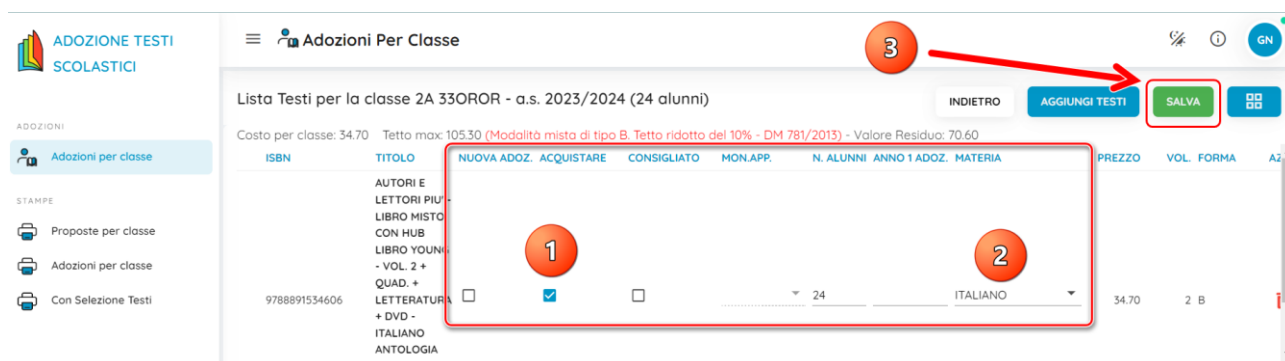 ADOZIONE TESTI
SCOLASTICI
ADOZIONI
Adozioni per classe
STAMPE
Proposte per classe
Adozioni per classe
Con Selezione Testi
Adozioni Per Classe
3
GN
Lista Testi per la classe 2A 33OROR - a.s. 2023/2024 (24 alunni)
INDIETRO
AGGIUNGI TESTI
SALVA
Costo per classe: 34.70 Tetto max: 105.30 (Modalità mista di tipo B. Tetto ridotto del 10% - DM 781/2013) - Valore Residuo: 70.60
ISBN TITOLO NUOVA ADOZ. ACQUISTARE CONSIGLIATO MON.APP. N. ALUNNI ANNO 1 ADOZ. MATERIA PREZZO VOL. FORMA AZ
AUTORI E
LETTORI PIU' -
LIBRO MISTO
CON HUB
LIBRO YOUNG
- VOL. 2 +
QUAD. +
9788891534606 LETTERATURA 24 ITALIANO 34.70 2 B
+ DVD -
ITALIANO
ANTOLOGIA
1
2